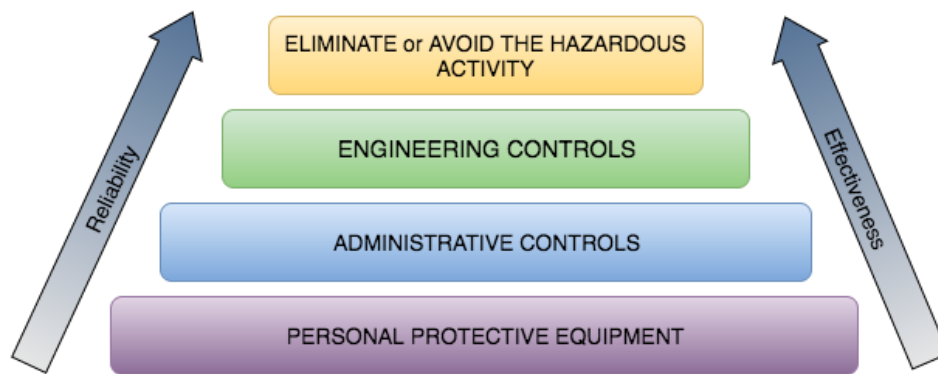 ELIMINATE or AVOID THE HAZARDOUS
ACTIVITY
ENGINEERING CONTROLS
Reliability
Effectiveness
ADMINISTRATIVE CONTROLS
PERSONAL PROTECTIVE EQUIPMENT